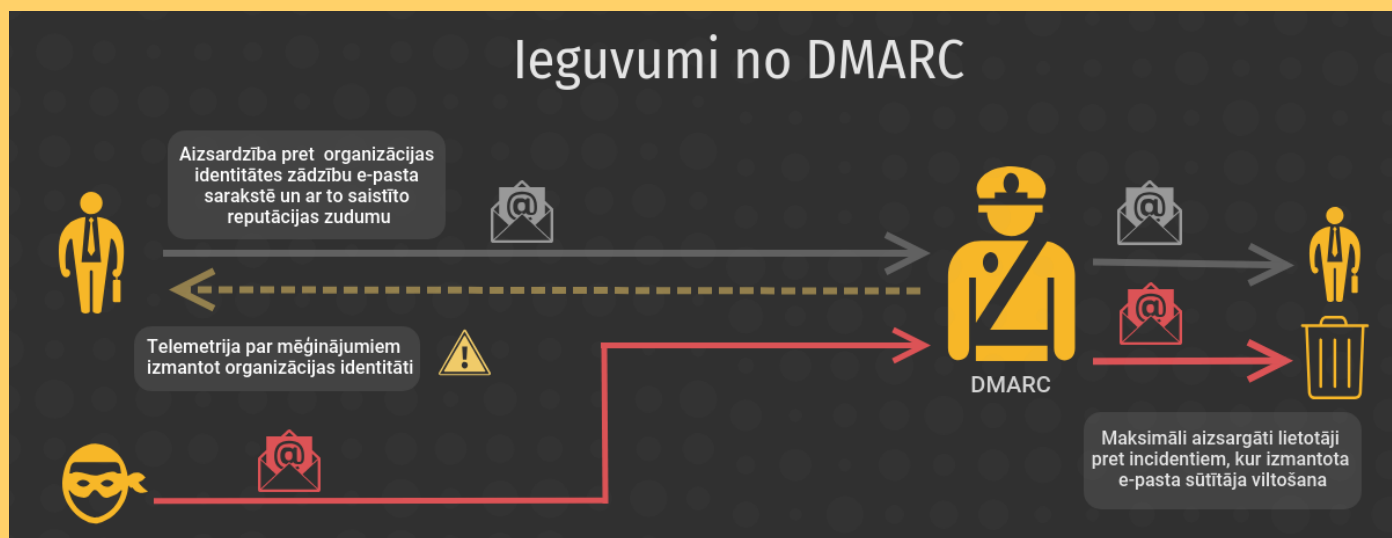 Ieguvumi no DMARC
Aizsardzība pret organizācijas
identitātes zādzību e-pasta
sarakstē un ar to saistīto
reputācijas zudumu
Telemetrija par mēģinājumiem
izmantot organizācijas identitāti
DMARC
Maksimāli aizsargāti lietotāji
pret incidentiem, kur izmantota
e-pasta sūtītāja viltošana